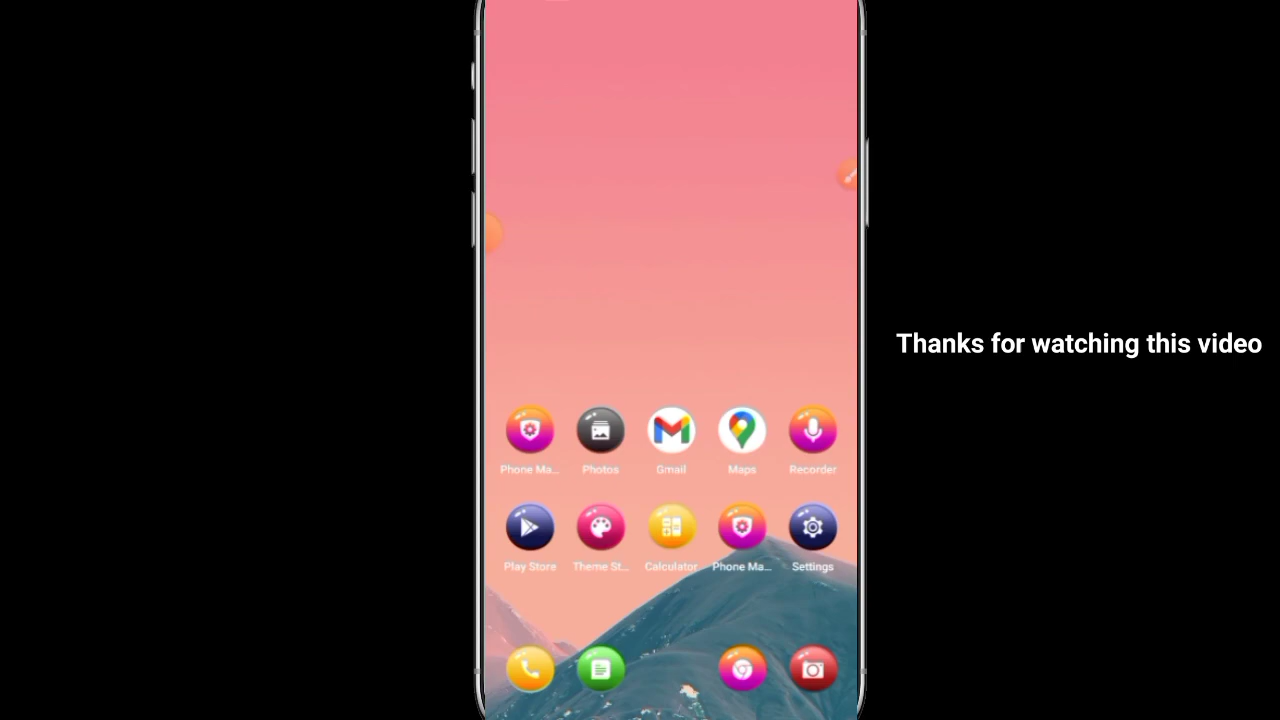 Thanks for watching this video
Phone Ma...
Photos
Gmail
Maps
Recorder
Play Store
Theme St...
Calculator
Phone Ma...
Settings